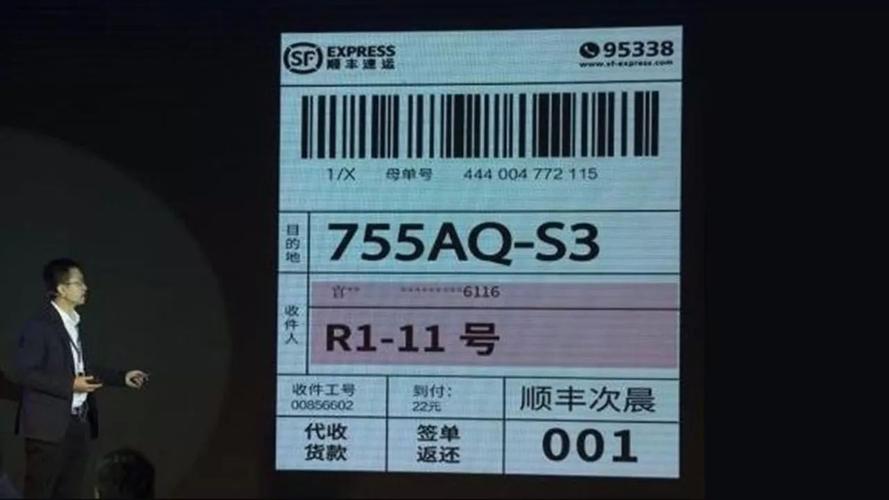 SF EXPRESS
顺丰速运
95338
www.sf-express.com
1/X 母单号 444 004 772 115
目的地
755AQ-S3
收件人
官** *********6116
R1-11 号
收件工号
00856602
到付：
22元
顺丰次晨
代收
货款
签单
返还
001